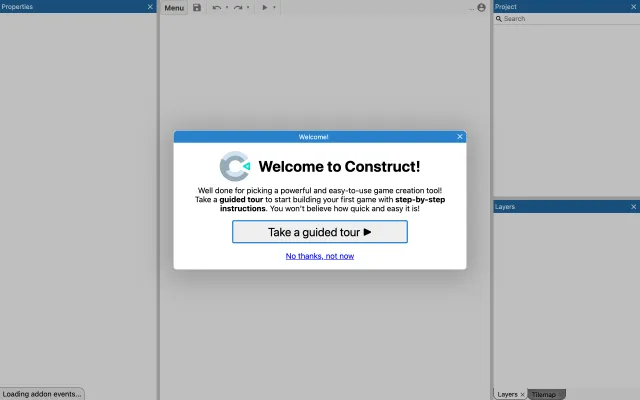 Properties
Menu
...
Project
Search
Welcome!
Welcome to Construct!
Well done for picking a powerful and easy-to-use game creation tool!
Take a guided tour to start building your first game with step-by-step
instructions. You won't believe how quick and easy it is!
Take a guided tour
No thanks, not now
Layers
Loading addon events...
Layers
Tilemap